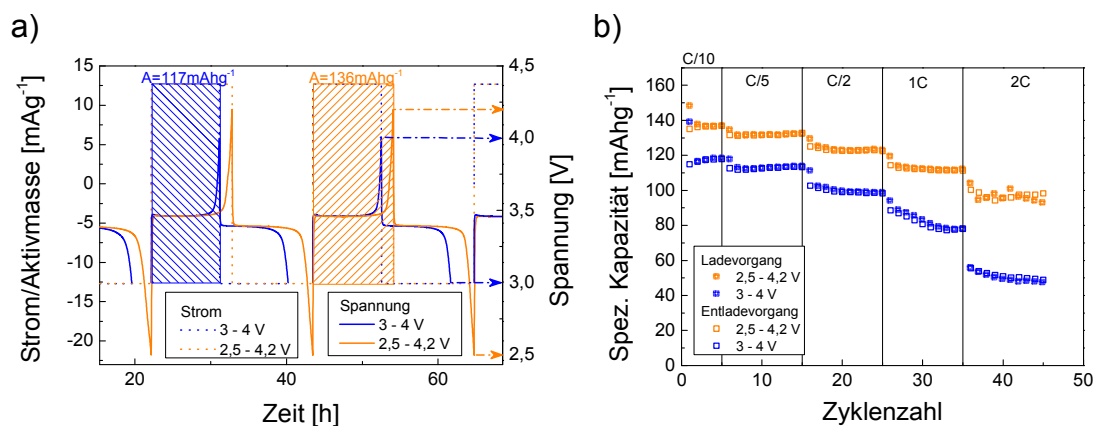 a)
A=117mAhg⁻¹ A=136mAhg⁻¹
Strom/Aktivmasse [mAg⁻¹]
15
10
5
0
-5
-10
-15
-20
4,5
4,0
3,5
3,0
2,5
Spannung [V]
Strom
3 - 4 V
2,5 - 4,2 V
Spannung
3 - 4 V
2,5 - 4,2 V
20 30 40 50 60
Zeit [h]
b)
C/10
C/5 C/2 1C 2C
Spez. Kapazität [mAhg⁻¹]
160
140
120
100
80
60
40
20
0
Ladevorgang
2,5 - 4,2 V
3 - 4 V
Entladevorgang
2,5 - 4,2 V
3 - 4 V
0 10 20 30 40 50
Zyklenzahl